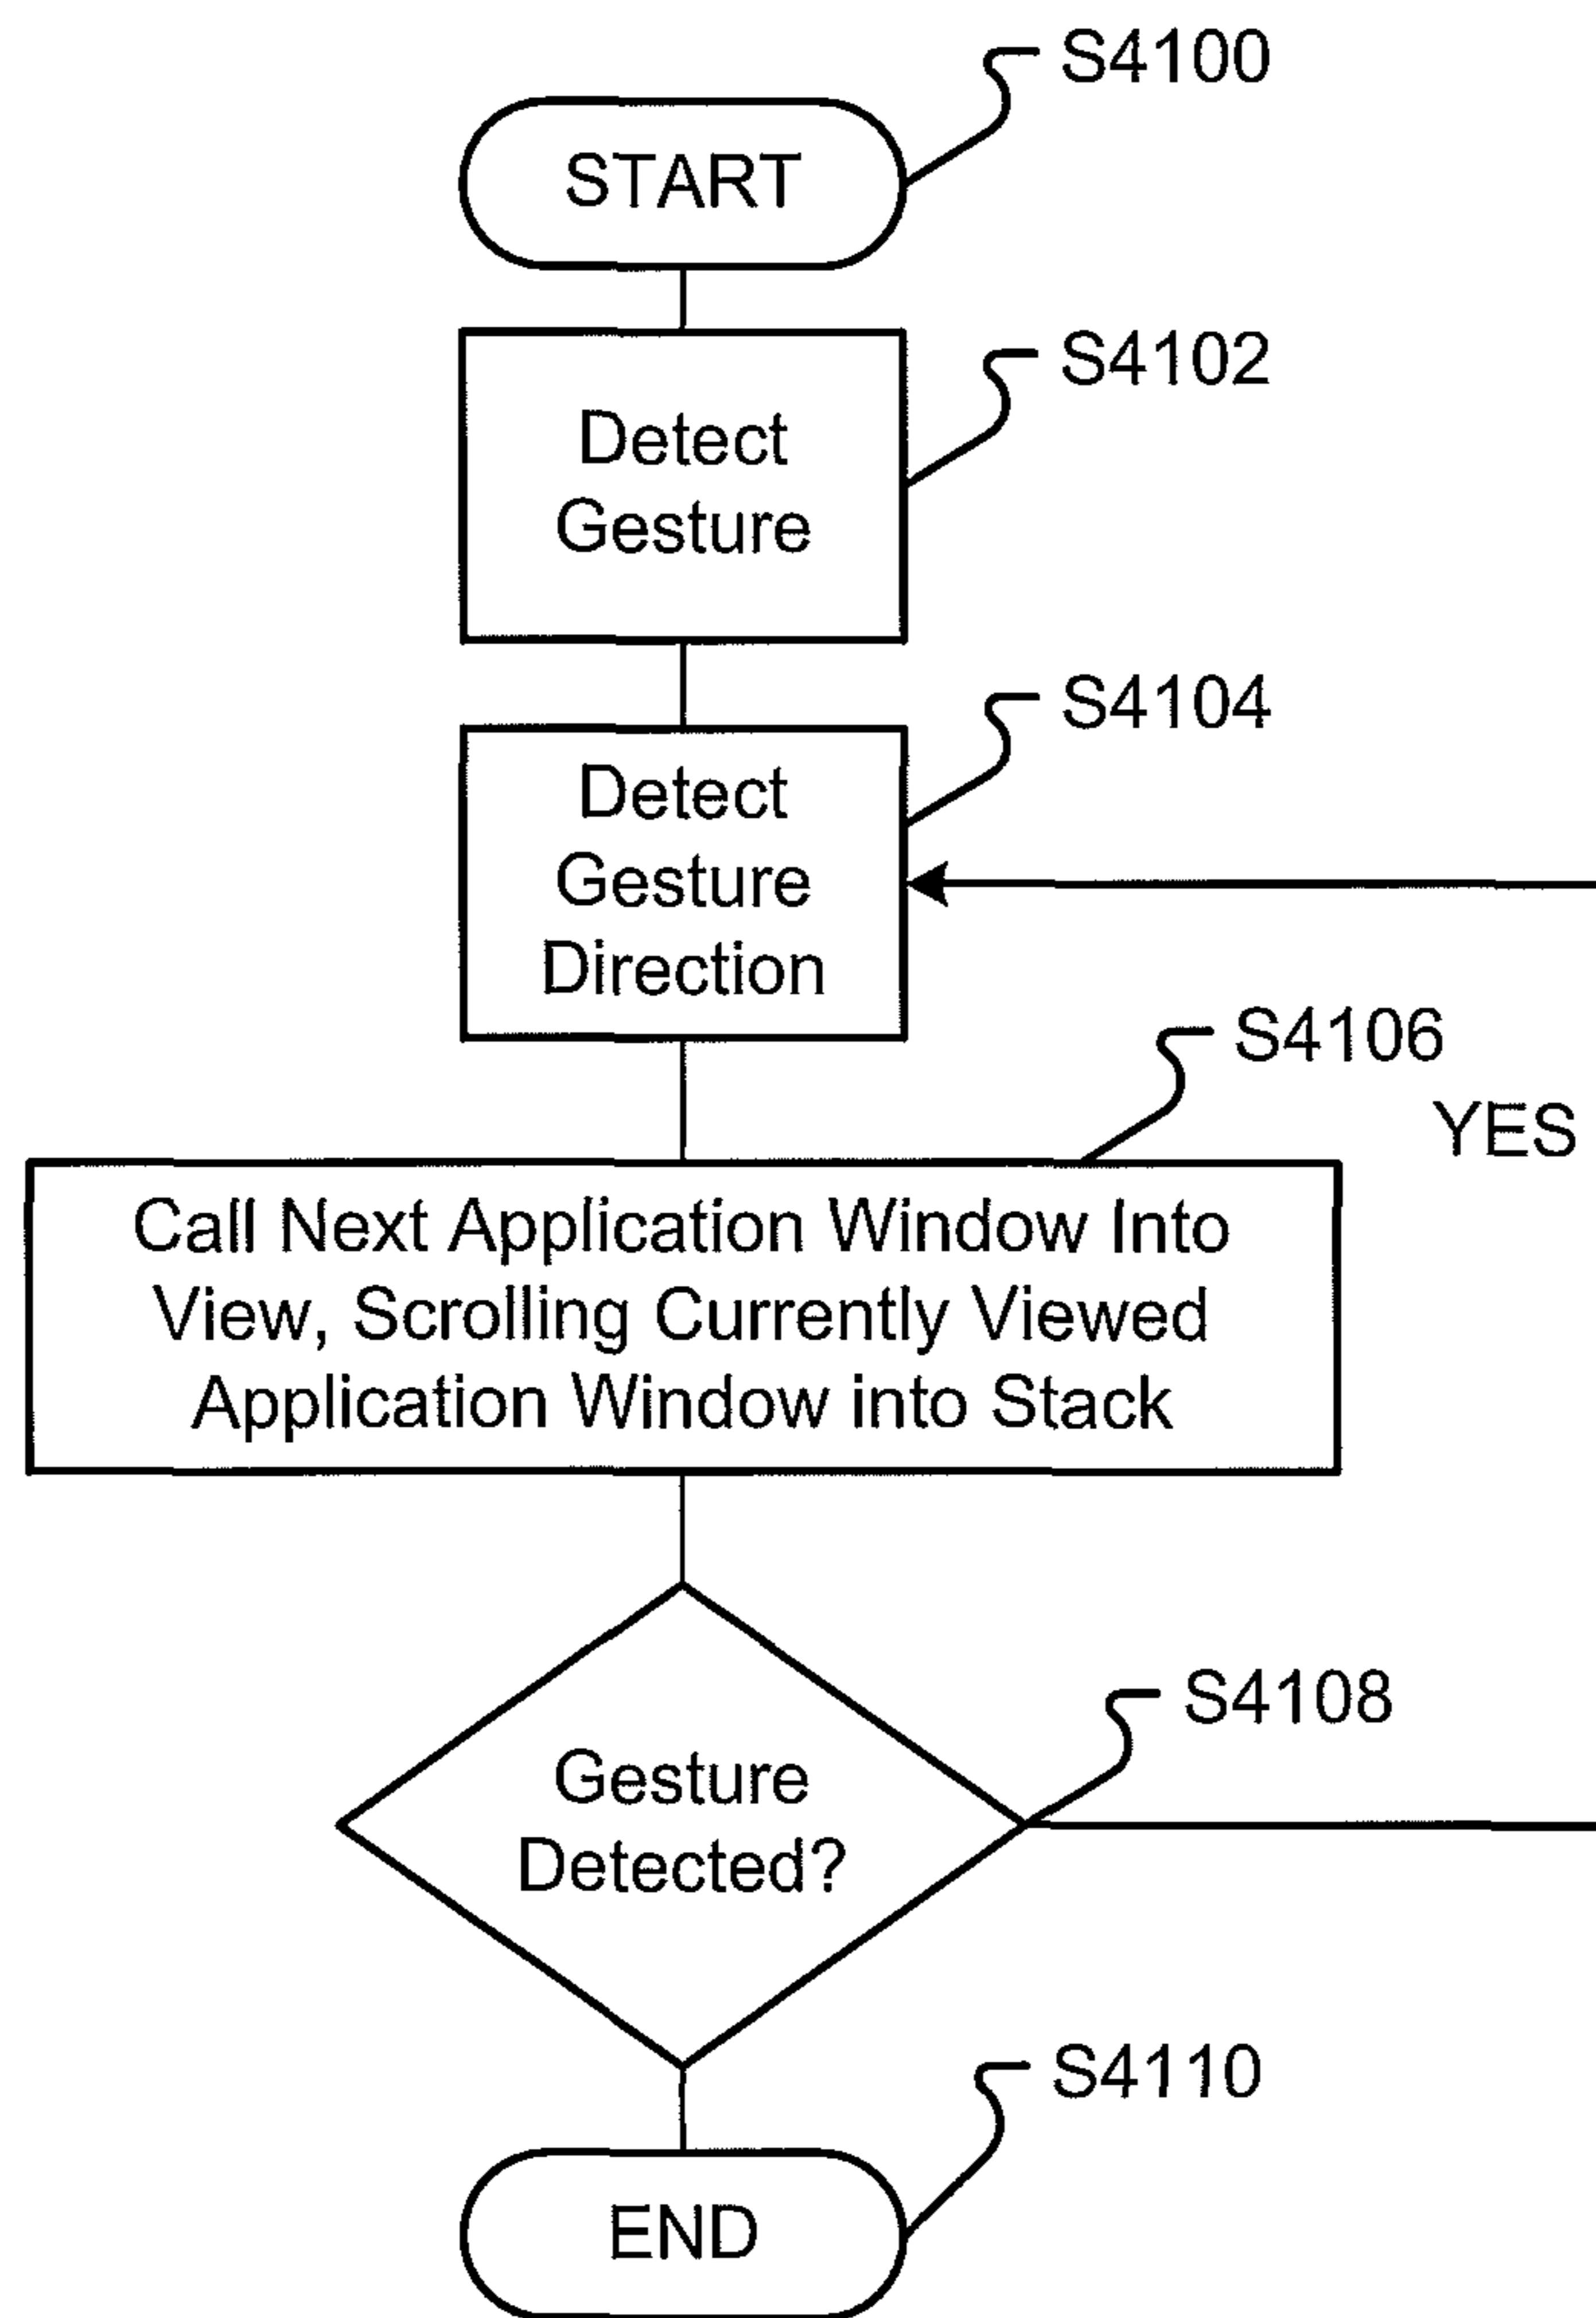 S4100
START
S4102
Detect
Gesture
S4104
Detect
Gesture
Direction
S4106
YES
Call Next Application Window Into
View, Scrolling Currently Viewed
Application Window into Stack
S4108
Gesture
Detected?
S4110
END